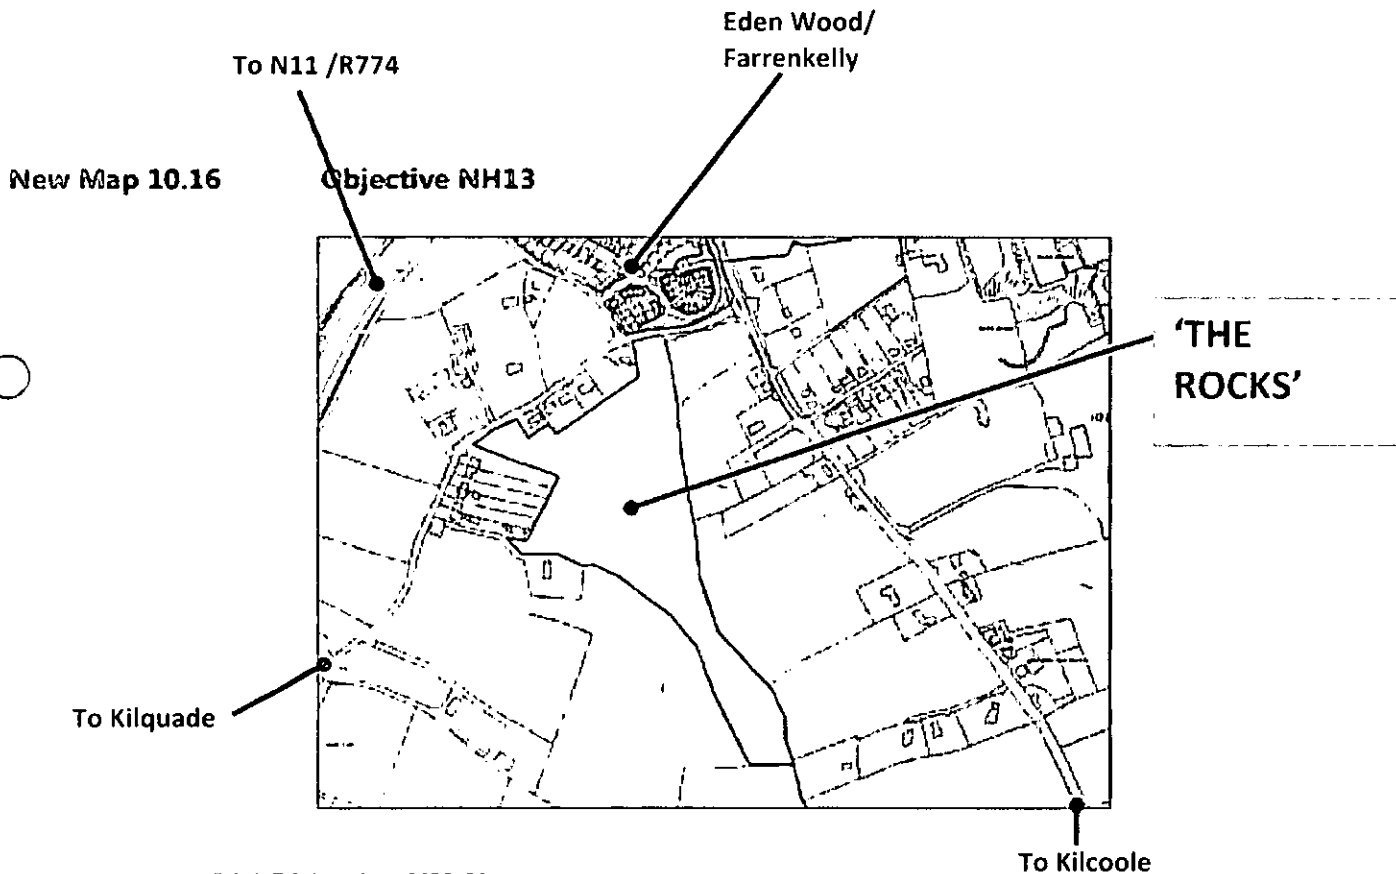 Eden Wood/
Farrenkelly
To N11 /R774
New Map 10.16 Objective NH13
'THE
ROCKS'
To Kilquade
To Kilcoole